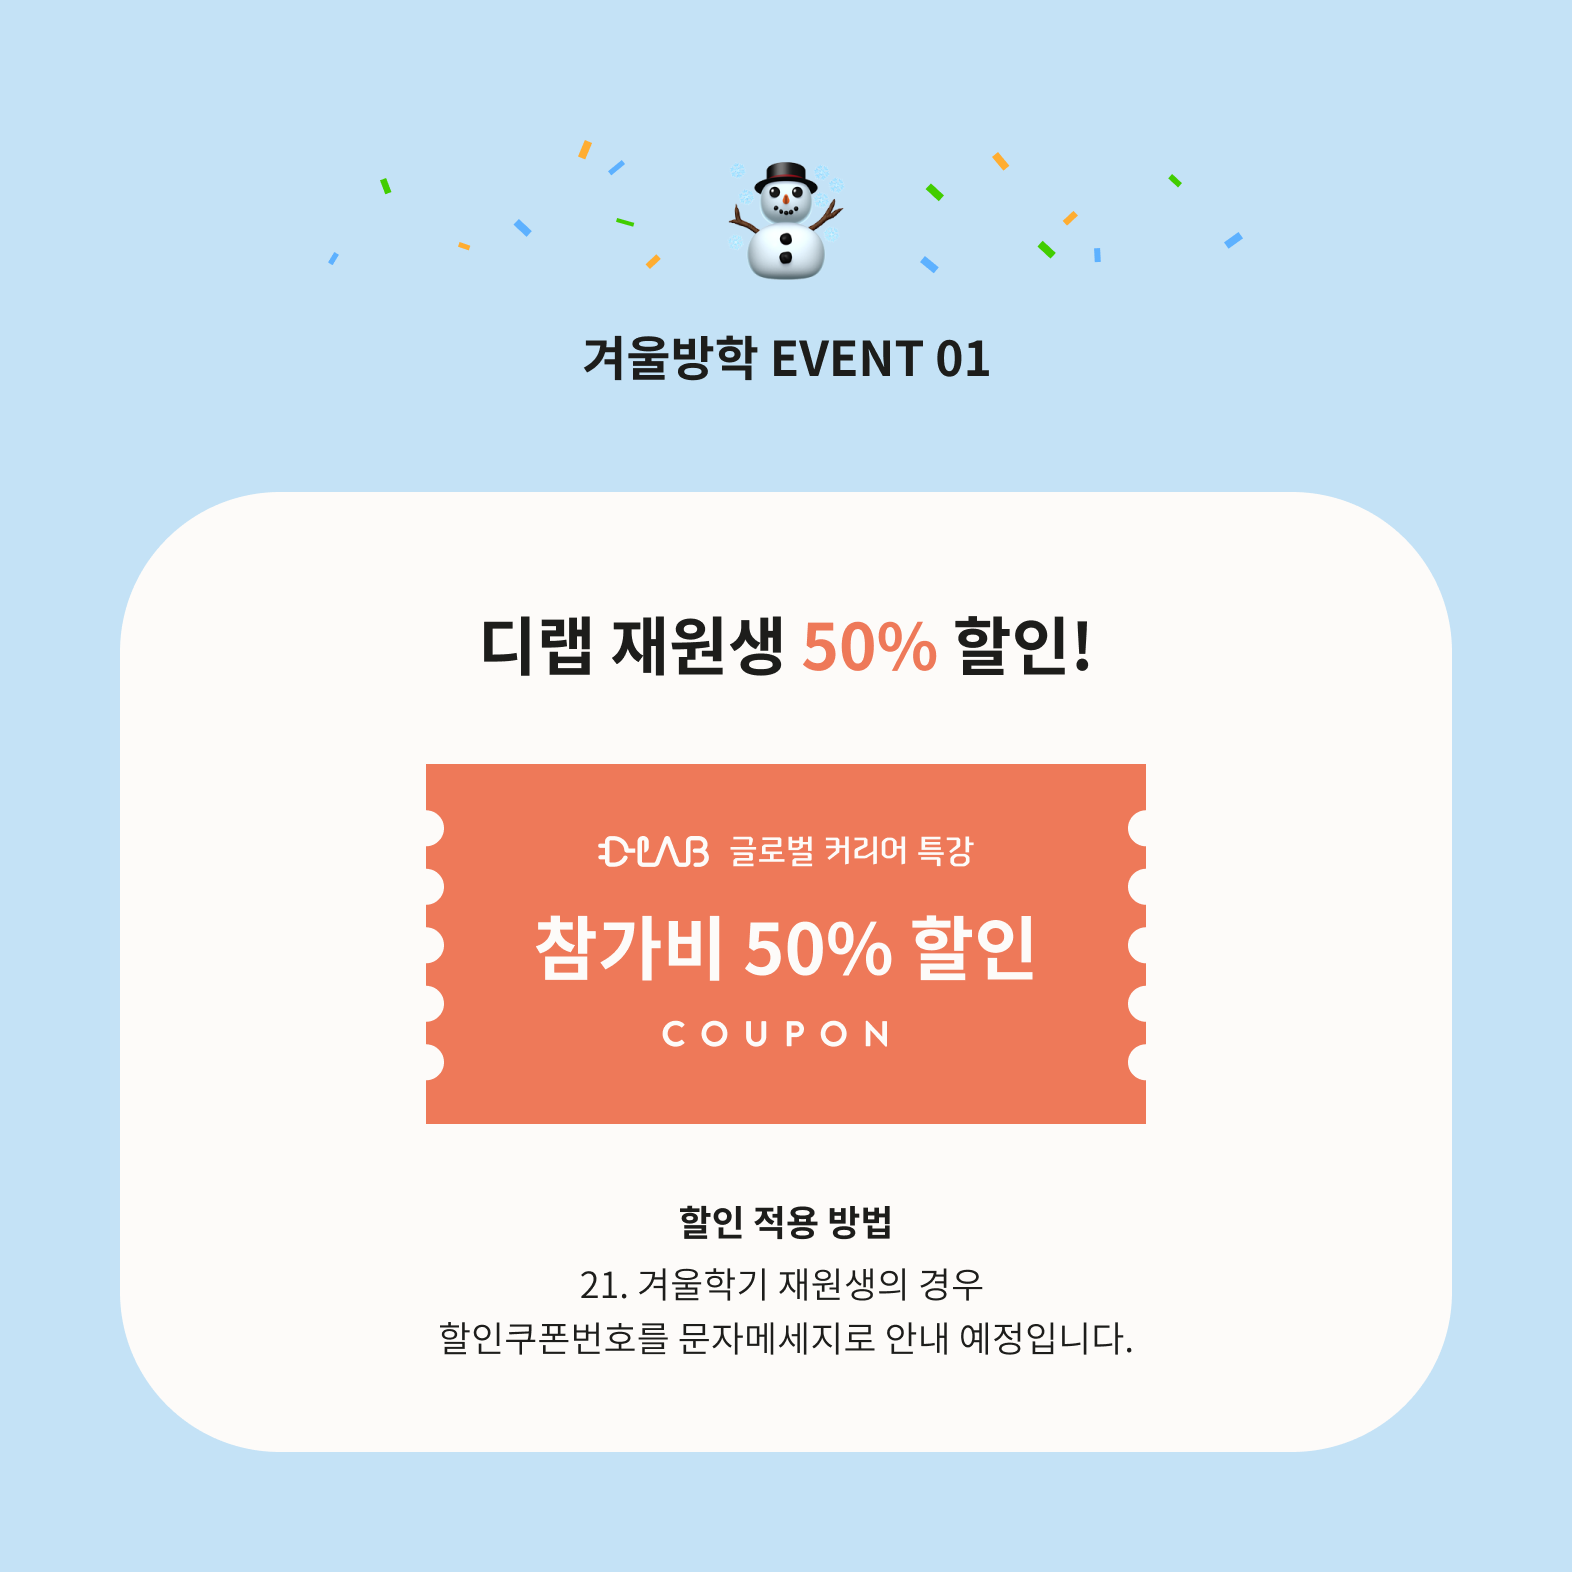 겨울방학 EVENT 01
디랩 재원생 50% 할인!
D-LAB 글로벌 커리어 특강
참가비 50% 할인
COUPON
할인 적용 방법
21. 겨울학기 재원생의 경우
할인쿠폰번호를 문자메세지로 안내 예정입니다.